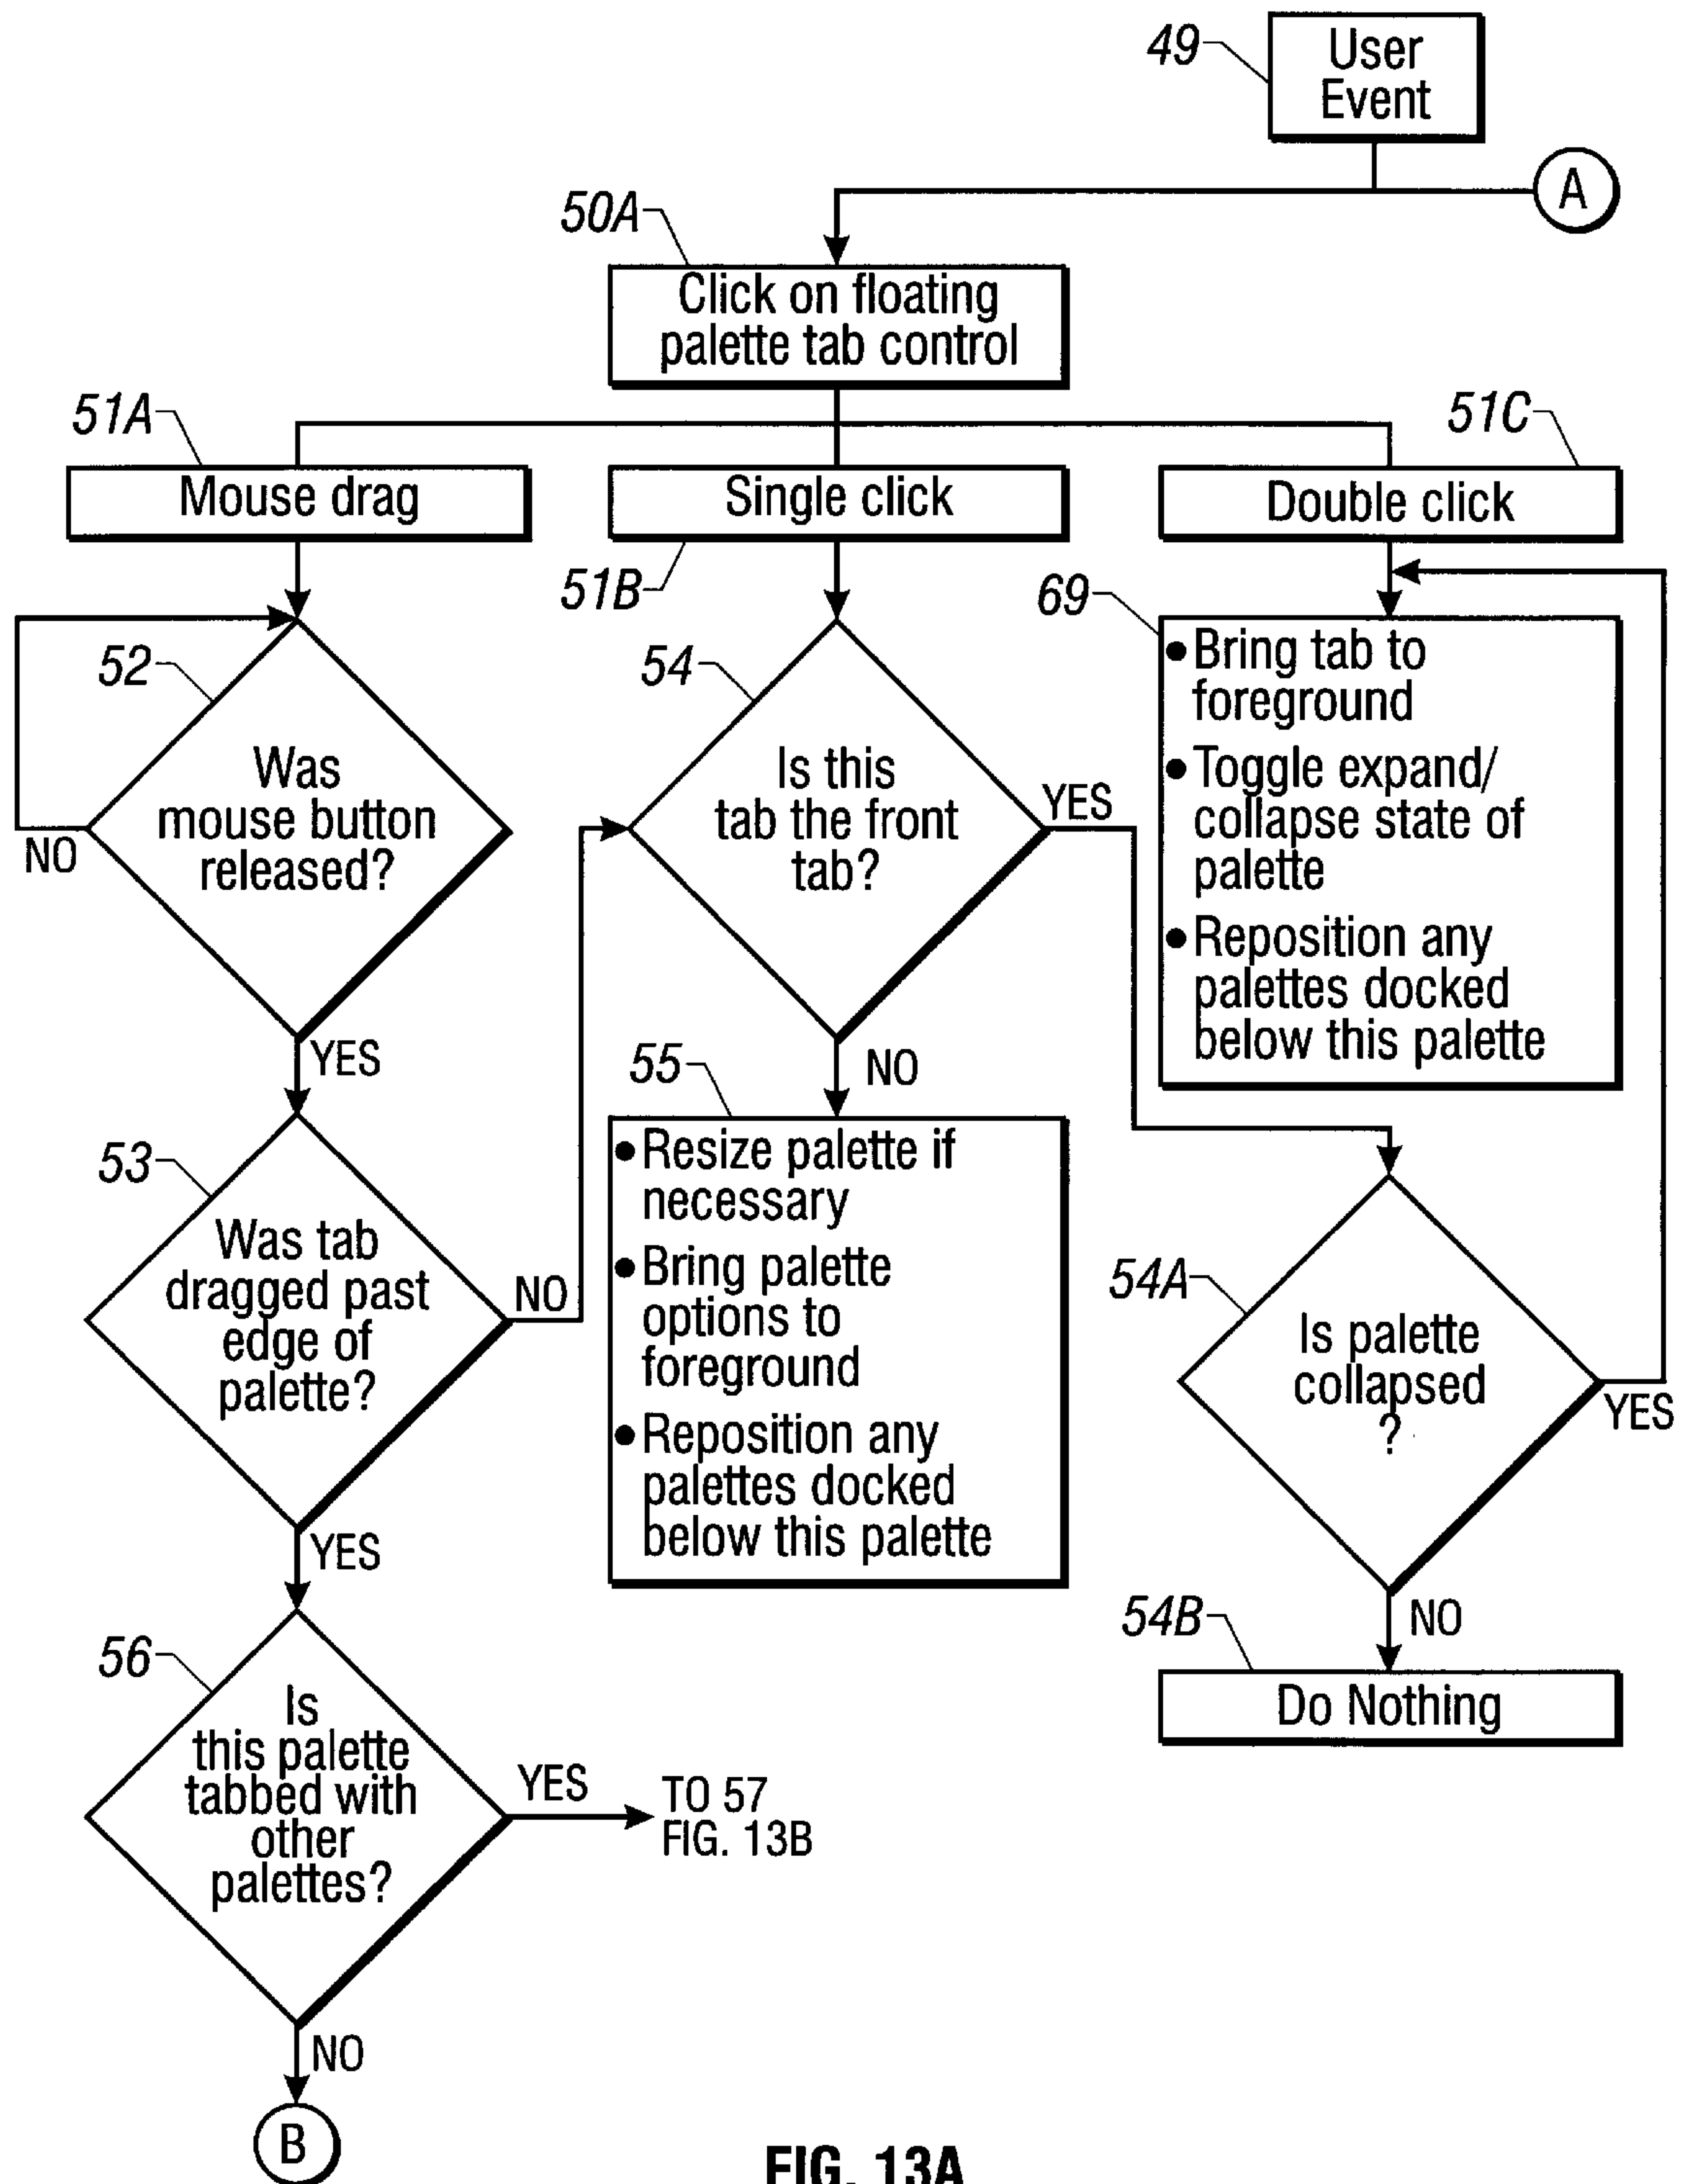 49
User
Event
A
50A
Click on floating
palette tab control
51A
51C
Mouse drag
Single click
Double click
51B
69
52
Was
mouse button
released?
NO
YES
54
Is this
tab the front
tab?
YES
NO
• Bring tab to
foreground
• Toggle expand/
collapse state of
palette
• Reposition any
palettes docked
below this palette
53
Was tab
dragged past
edge of
palette?
NO
YES
55
• Resize palette if
necessary
• Bring palette
options to
foreground
• Reposition any
palettes docked
below this palette
54A
Is palette
collapsed
?
YES
NO
54B
Do Nothing
56
Is
this palette
tabbed with
other
palettes?
YES
TO 57
FIG. 13B
NO
B
FIG. 13A